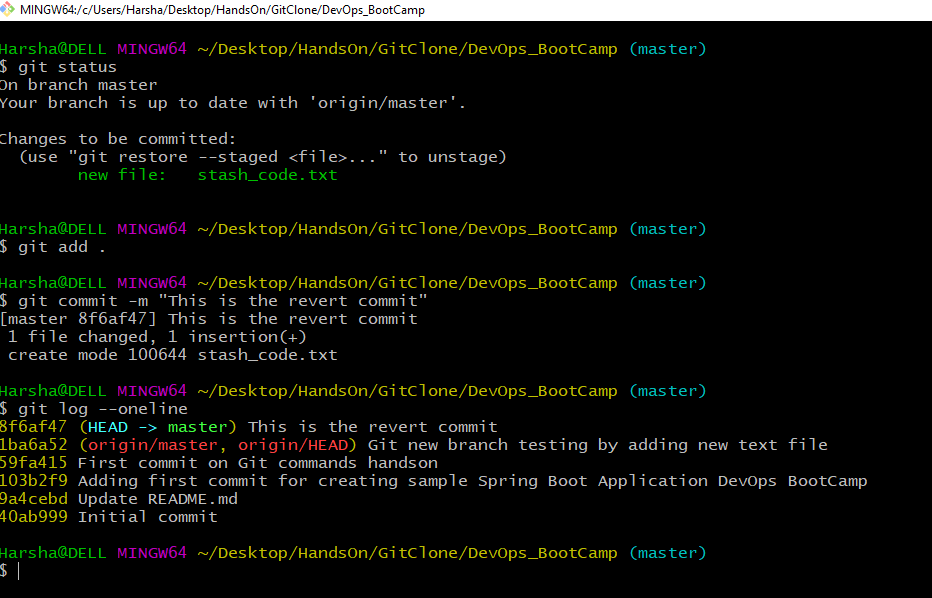 MINGW64:/c/Users/Harsha/Desktop/HandsOn/GitClone/DevOps_BootCamp
Harsha@DELL MINGW64 ~/Desktop/HandsOn/GitClone/DevOps_BootCamp (master)
$ git status
On branch master
Your branch is up to date with 'origin/master'.
Changes to be committed:
  (use "git restore --staged <file>..." to unstage)
        new file:   stash_code.txt
Harsha@DELL MINGW64 ~/Desktop/HandsOn/GitClone/DevOps_BootCamp (master)
$ git add .
Harsha@DELL MINGW64 ~/Desktop/HandsOn/GitClone/DevOps_BootCamp (master)
$ git commit -m "This is the revert commit"
[master 8f6af47] This is the revert commit
 1 file changed, 1 insertion(+)
 create mode 100644 stash_code.txt
Harsha@DELL MINGW64 ~/Desktop/HandsOn/GitClone/DevOps_BootCamp (master)
$ git log --oneline
8f6af47 (HEAD -> master) This is the revert commit
1ba6a52 (origin/master, origin/HEAD) Git new branch testing by adding new text file
59fa415 First commit on Git commands handson
103b2f9 Adding first commit for creating sample Spring Boot Application DevOps BootCamp
9a4cebd Update README.md
40ab999 Initial commit
Harsha@DELL MINGW64 ~/Desktop/HandsOn/GitClone/DevOps_BootCamp (master)
$